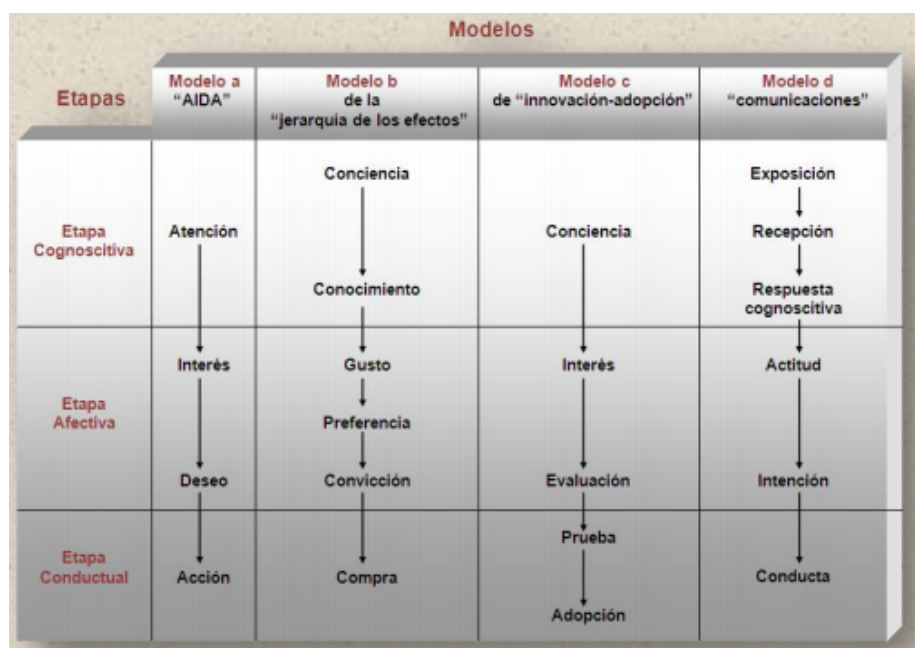 Modelos
Etapas
Modelo a
“AIDA”
Modelo b
de la
“jerarquía de los efectos”
Modelo c
de “innovación-adopción”
Modelo d
“comunicaciones”
Etapa
Cognoscitiva
Atención
Conciencia
Conocimiento
Conciencia
Exposición
Recepción
Respuesta
cognoscitiva
Etapa
Afectiva
Interés
Deseo
Gusto
Preferencia
Convicción
Interés
Evaluación
Actitud
Intención
Etapa
Conductual
Acción
Compra
Prueba
Adopción
Conducta